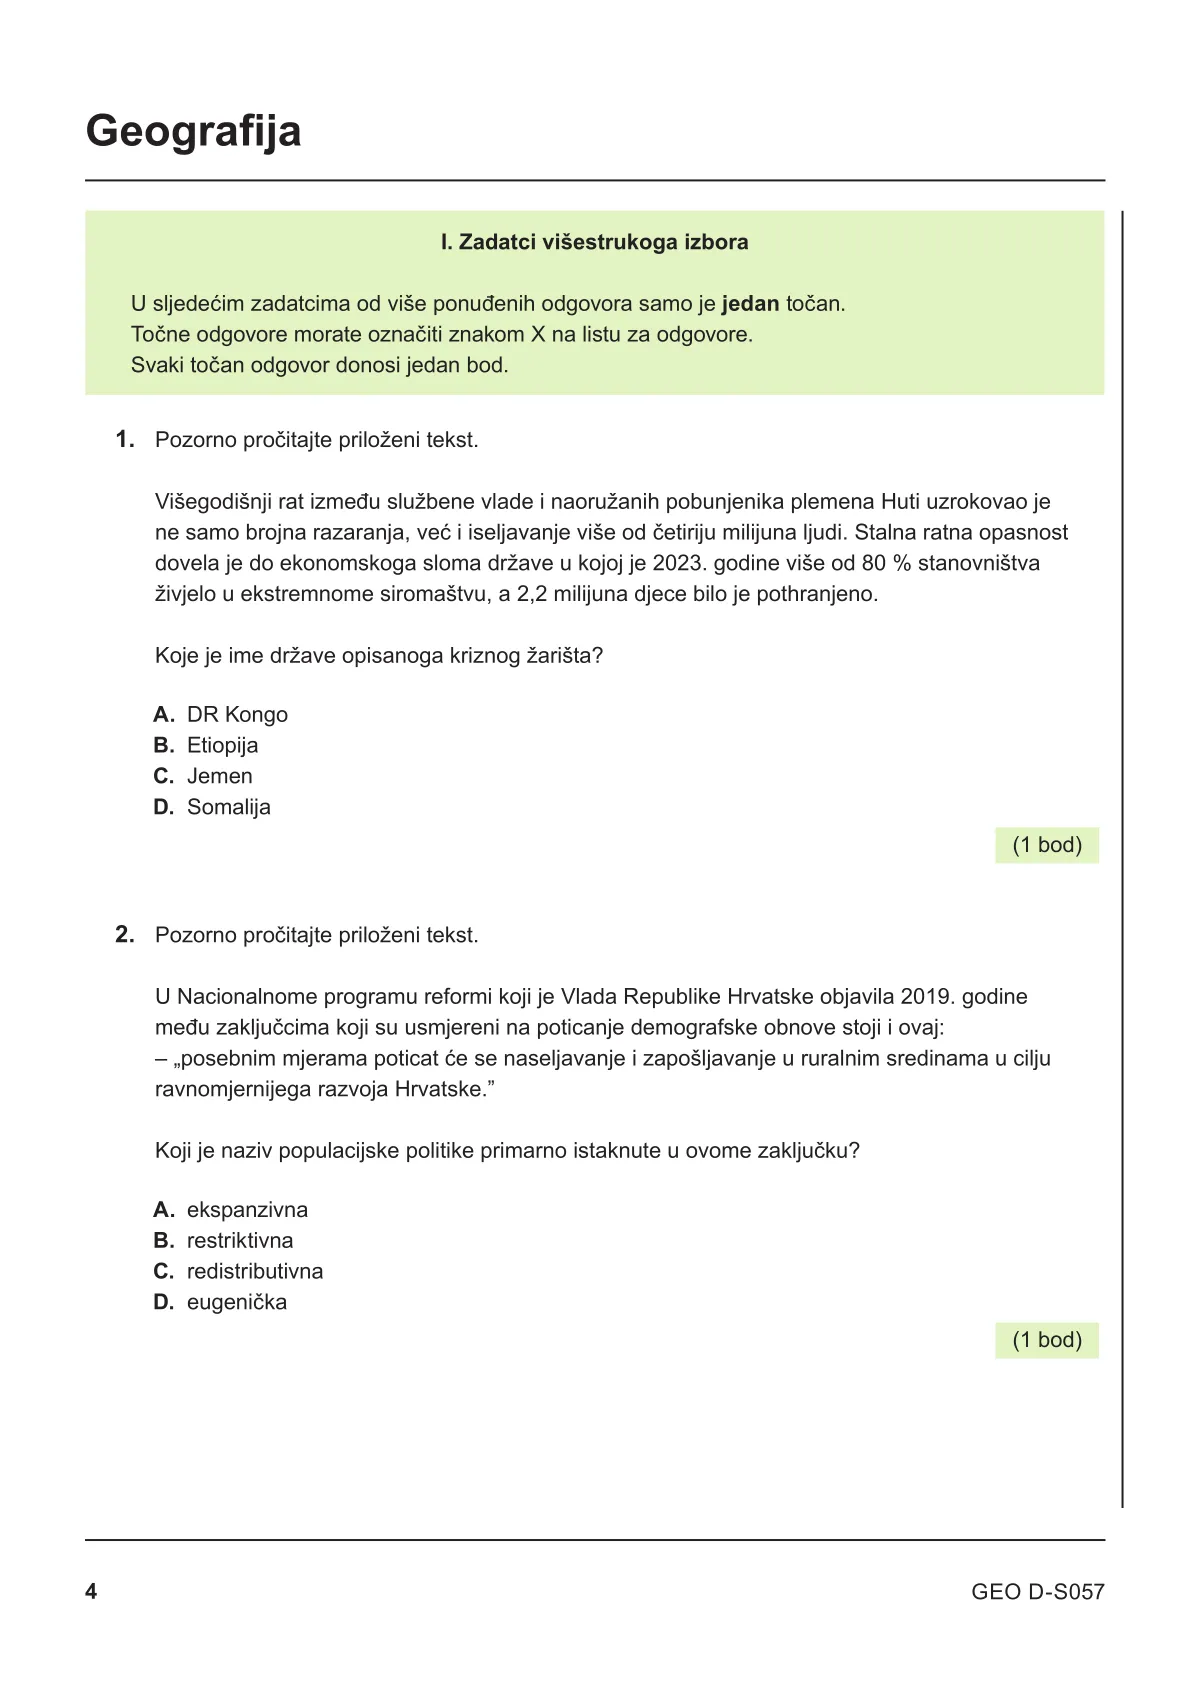 Geografija
I. Zadatci višestrukoga izbora
U sljedećim zadatcima od više ponuđenih odgovora samo je jedan točan.
Točne odgovore morate označiti znakom X na listu za odgovore.
Svaki točan odgovor donosi jedan bod.
1. Pozorno pročitajte priloženi tekst.
Višegodišnji rat između službene vlade i naoružanih pobunjenika plemena Huti uzrokovao je
ne samo brojna razaranja, već i iseljavanje više od četiriju milijuna ljudi. Stalna ratna opasnost
dovela je do ekonomskoga sloma države u kojoj je 2023. godine više od 80 % stanovništva
živjelo u ekstremnome siromaštvu, a 2,2 milijuna djece bilo je pothranjeno.
Koje je ime države opisanoga kriznog žarišta?
A. DR Kongo
B. Etiopija
C. Jemen
D. Somalija
(1 bod)
2. Pozorno pročitajte priloženi tekst.
U Nacionalnome programu reformi koji je Vlada Republike Hrvatske objavila 2019. godine
među zaključcima koji su usmjereni na poticanje demografske obnove stoji i ovaj:
– „posebnim mjerama poticat će se naseljavanje i zapošljavanje u ruralnim sredinama u cilju
ravnomjernijega razvoja Hrvatske.”
Koji je naziv populacijske politike primarno istaknute u ovome zaključku?
A. ekspanzivna
B. restriktivna
C. redistributivna
D. eugenička
(1 bod)
4
GEO D-S057